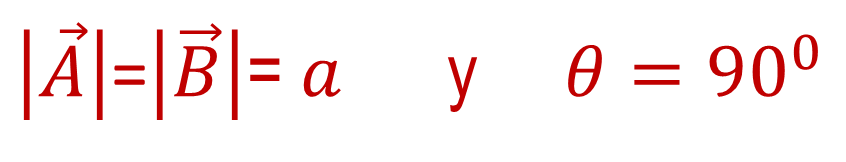 |A⃗|=|B⃗|= a y θ = 90⁰